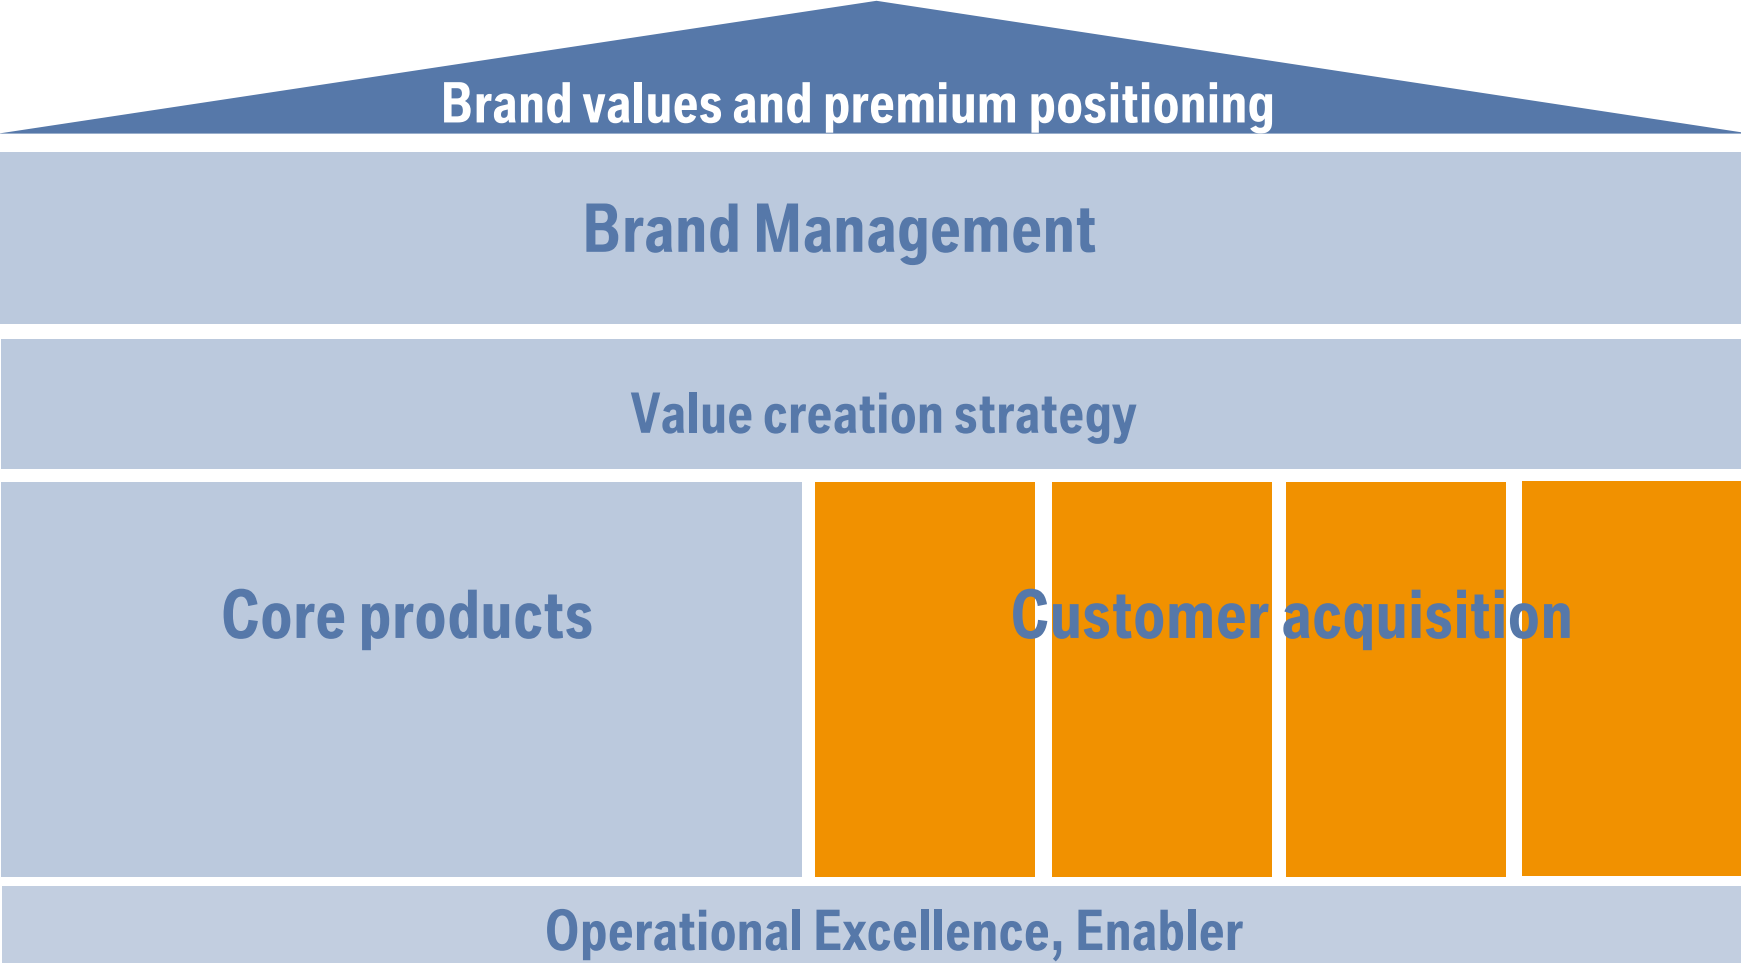 Brand values and premium positioning
Brand Management
Value creation strategy
Core products
Customer acquisition
Operational Excellence, Enabler